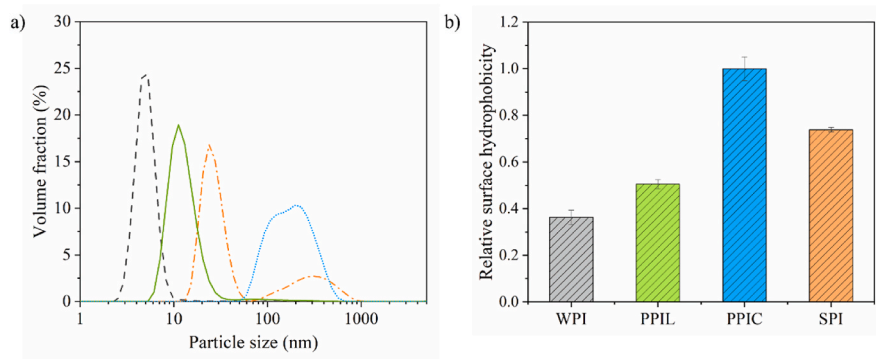 a)
30
25
20
15
10
5
0
Volume fraction (%)
1 10 100 1000
Particle size (nm)
b)
1.2
1.0
0.8
0.6
0.4
0.2
0.0
Relative surface hydrophobicity
WPI PPIL PPIC SPI